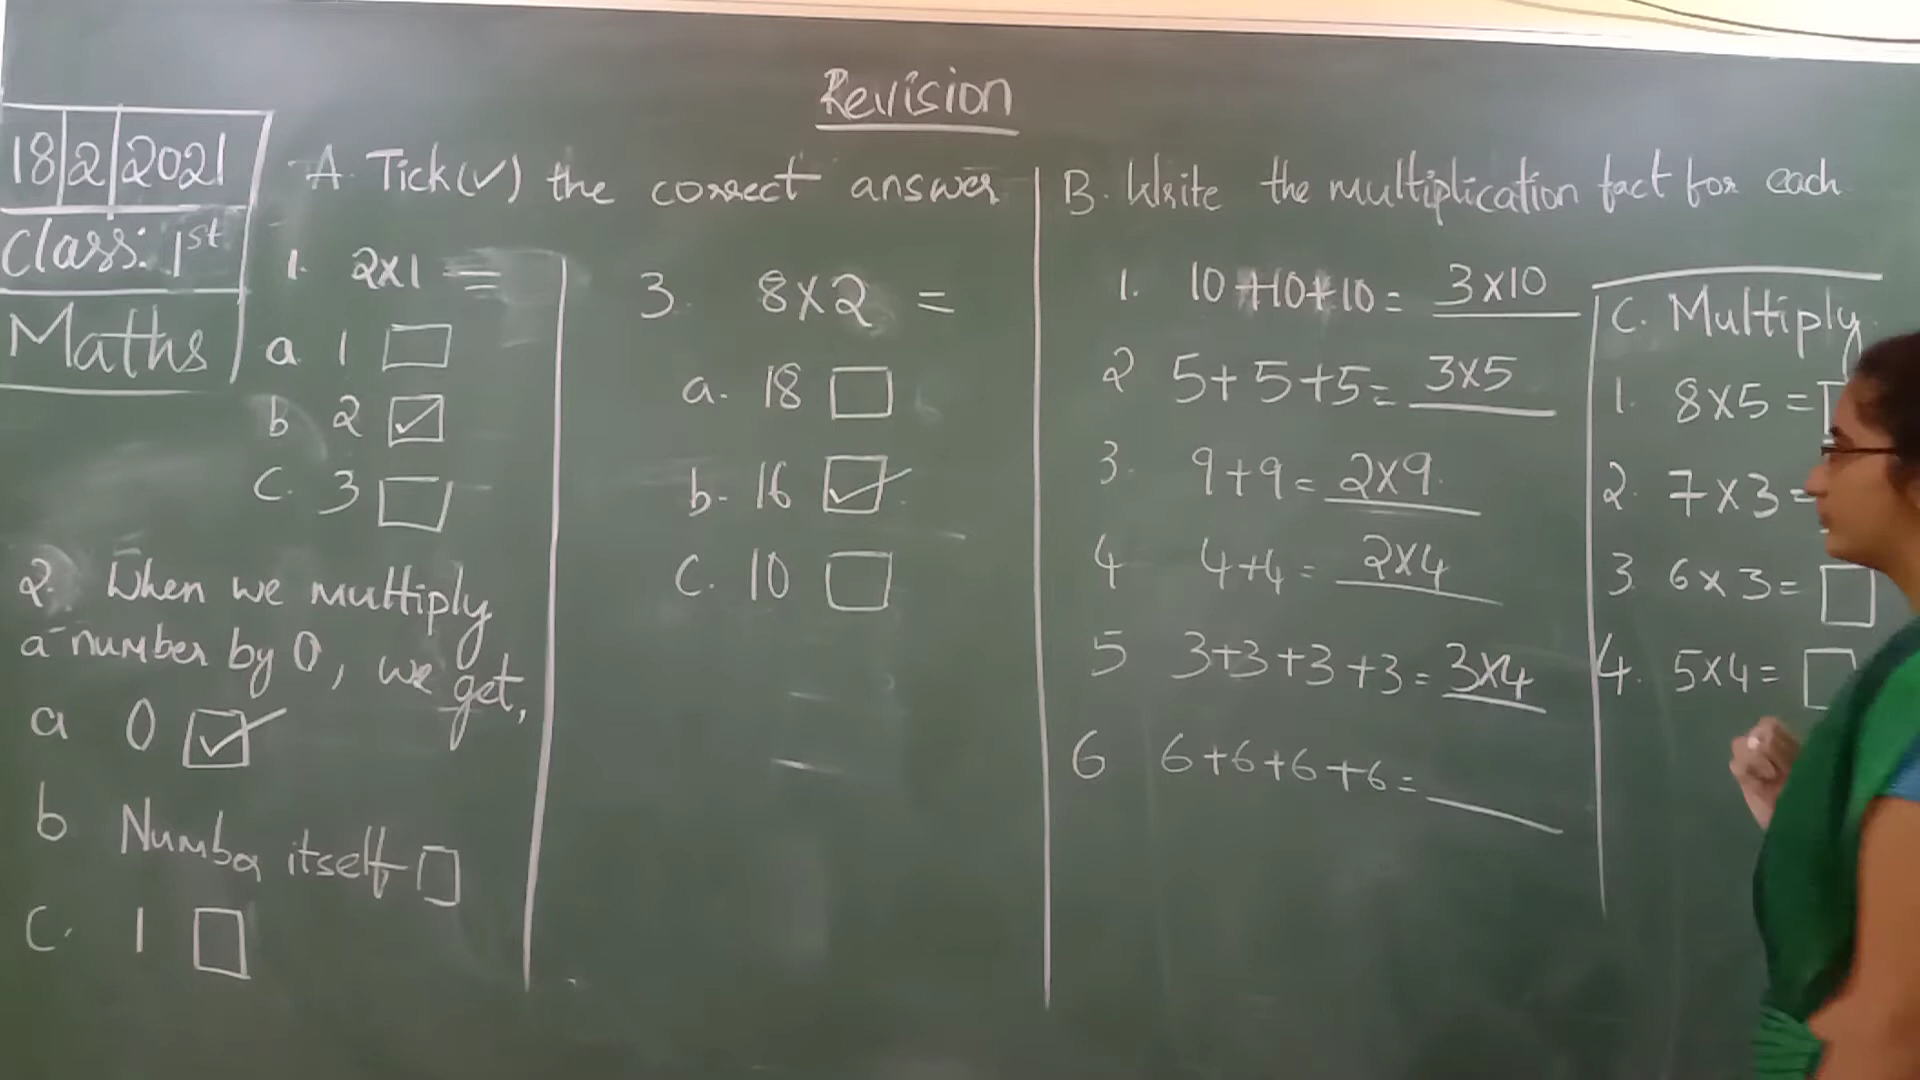 Revision
18|2|2021
Class: 1st
Maths
A. Tick(✓) the correct answer
1. 2x1 =
a 1 ☐
b 2 ☑
C. 3 ☐
2. When we multiply
a number by 0, we get,
a 0 ☑
b Number itself ☐
C. 1 ☐
3. 8x2 =
a. 18 ☐
b. 16 ☑
C. 10 ☐
B. Write the multiplication fact for each
1. 10+10+10= 3x10
2 5+5+5= 3x5
3. 9+9= 2x9
4 4+4= 2x4
5 3+3+3+3= 3x4
6 6+6+6+6= ____
C. Multiply
1. 8x5=☐
2. 7x3=
3 6x3=☐
4. 5x4=☐